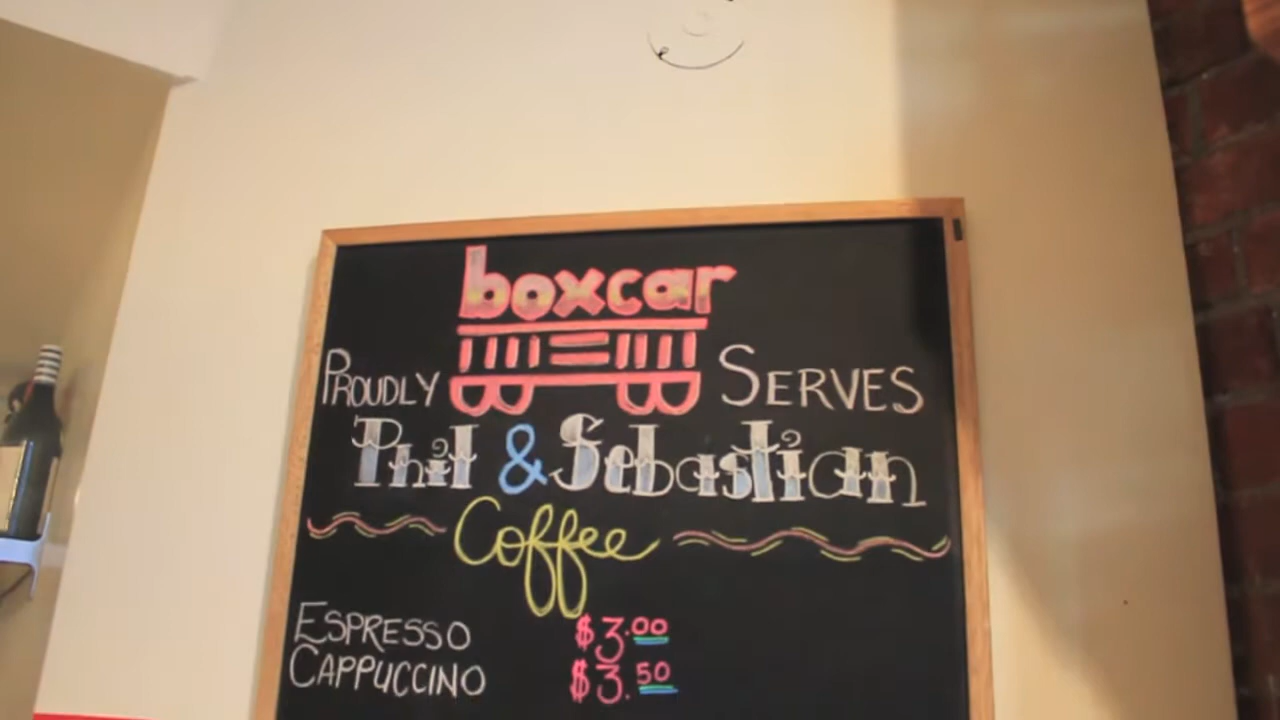 boxcar
PROUDLY SERVES
Phil & Sebastian
Coffee
ESPRESSO $3.00
CAPPUCCINO $3.50